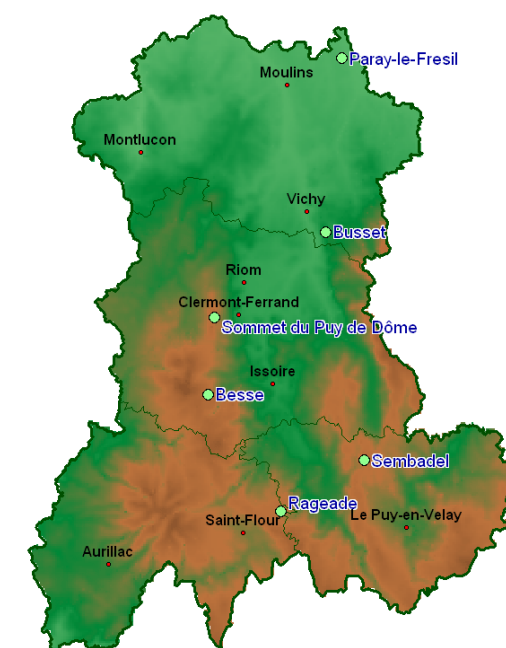 Paray-le-Fresil
Moulins
Montlucon
Vichy
Busset
Riom
Clermont-Ferrand
Sommet du Puy de Dôme
Issoire
Besse
Sembadel
Rageade
Le Puy-en-Velay
Saint-Flour
Aurillac